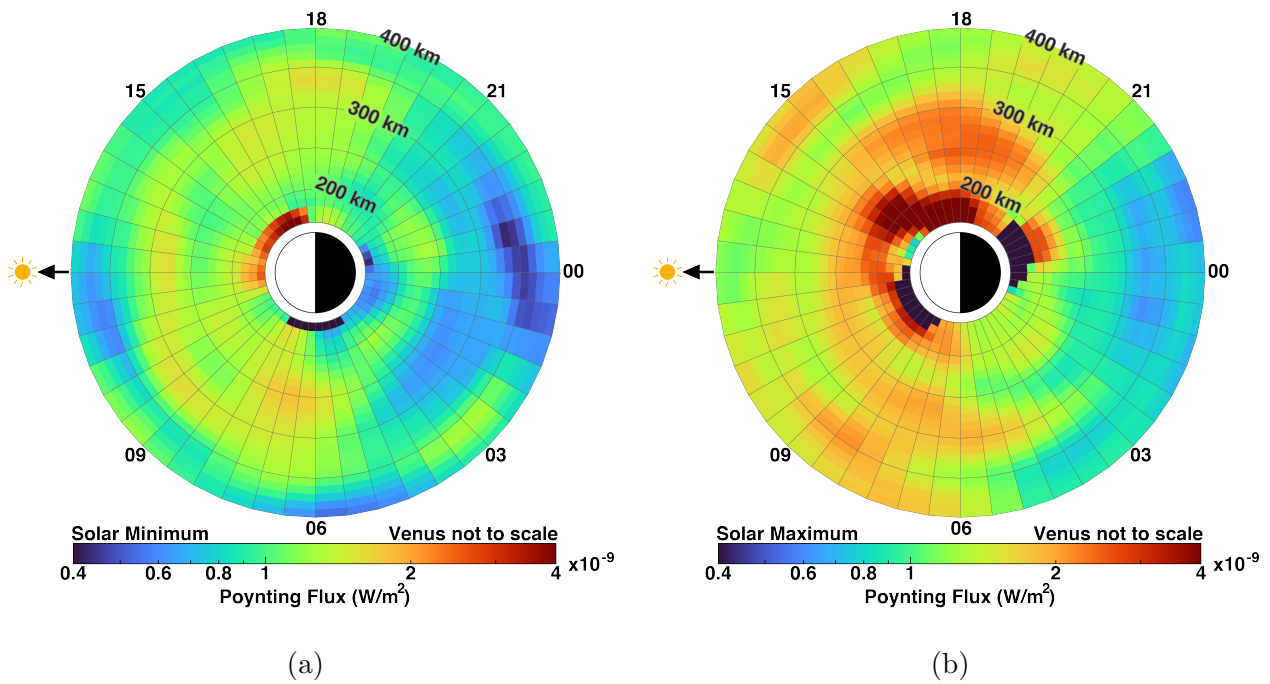 18
400 km
15
21
300 km
200 km
00
09
03
06
Solar Minimum Venus not to scale
0.4 0.6 0.8 1 2 4 x10⁻⁹
Poynting Flux (W/m²)
(a)
18
400 km
15
21
300 km
200 km
00
09
03
06
Solar Maximum Venus not to scale
0.4 0.6 0.8 1 2 4 x10⁻⁹
Poynting Flux (W/m²)
(b)